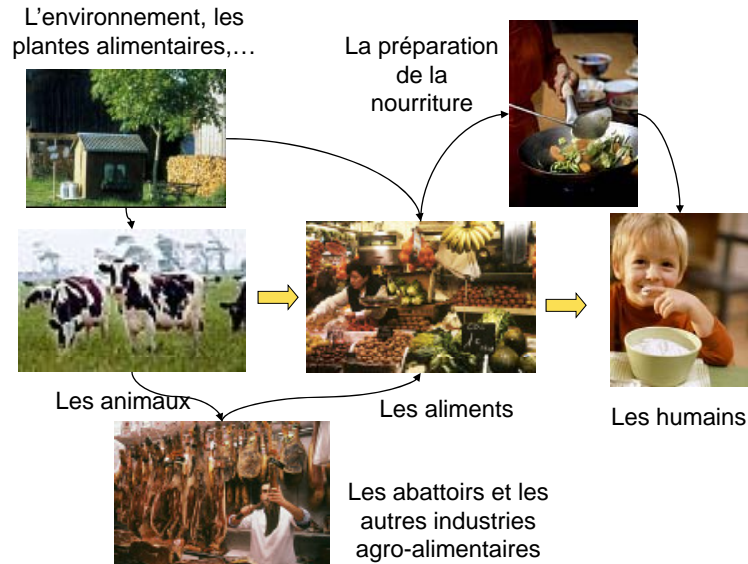 L'environnement, les
plantes alimentaires,…
La préparation
de la
nourriture
Les animaux
Les aliments
Les humains
Les abattoirs et les
autres industries
agro-alimentaires